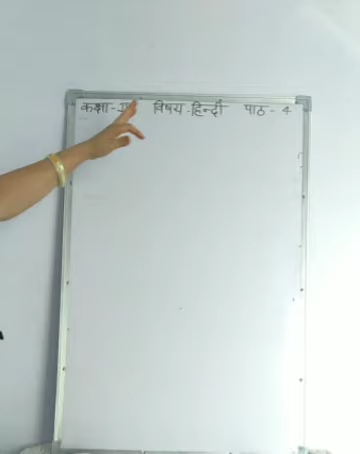 कक्षा - विषय - हिन्दी पाठ - 4